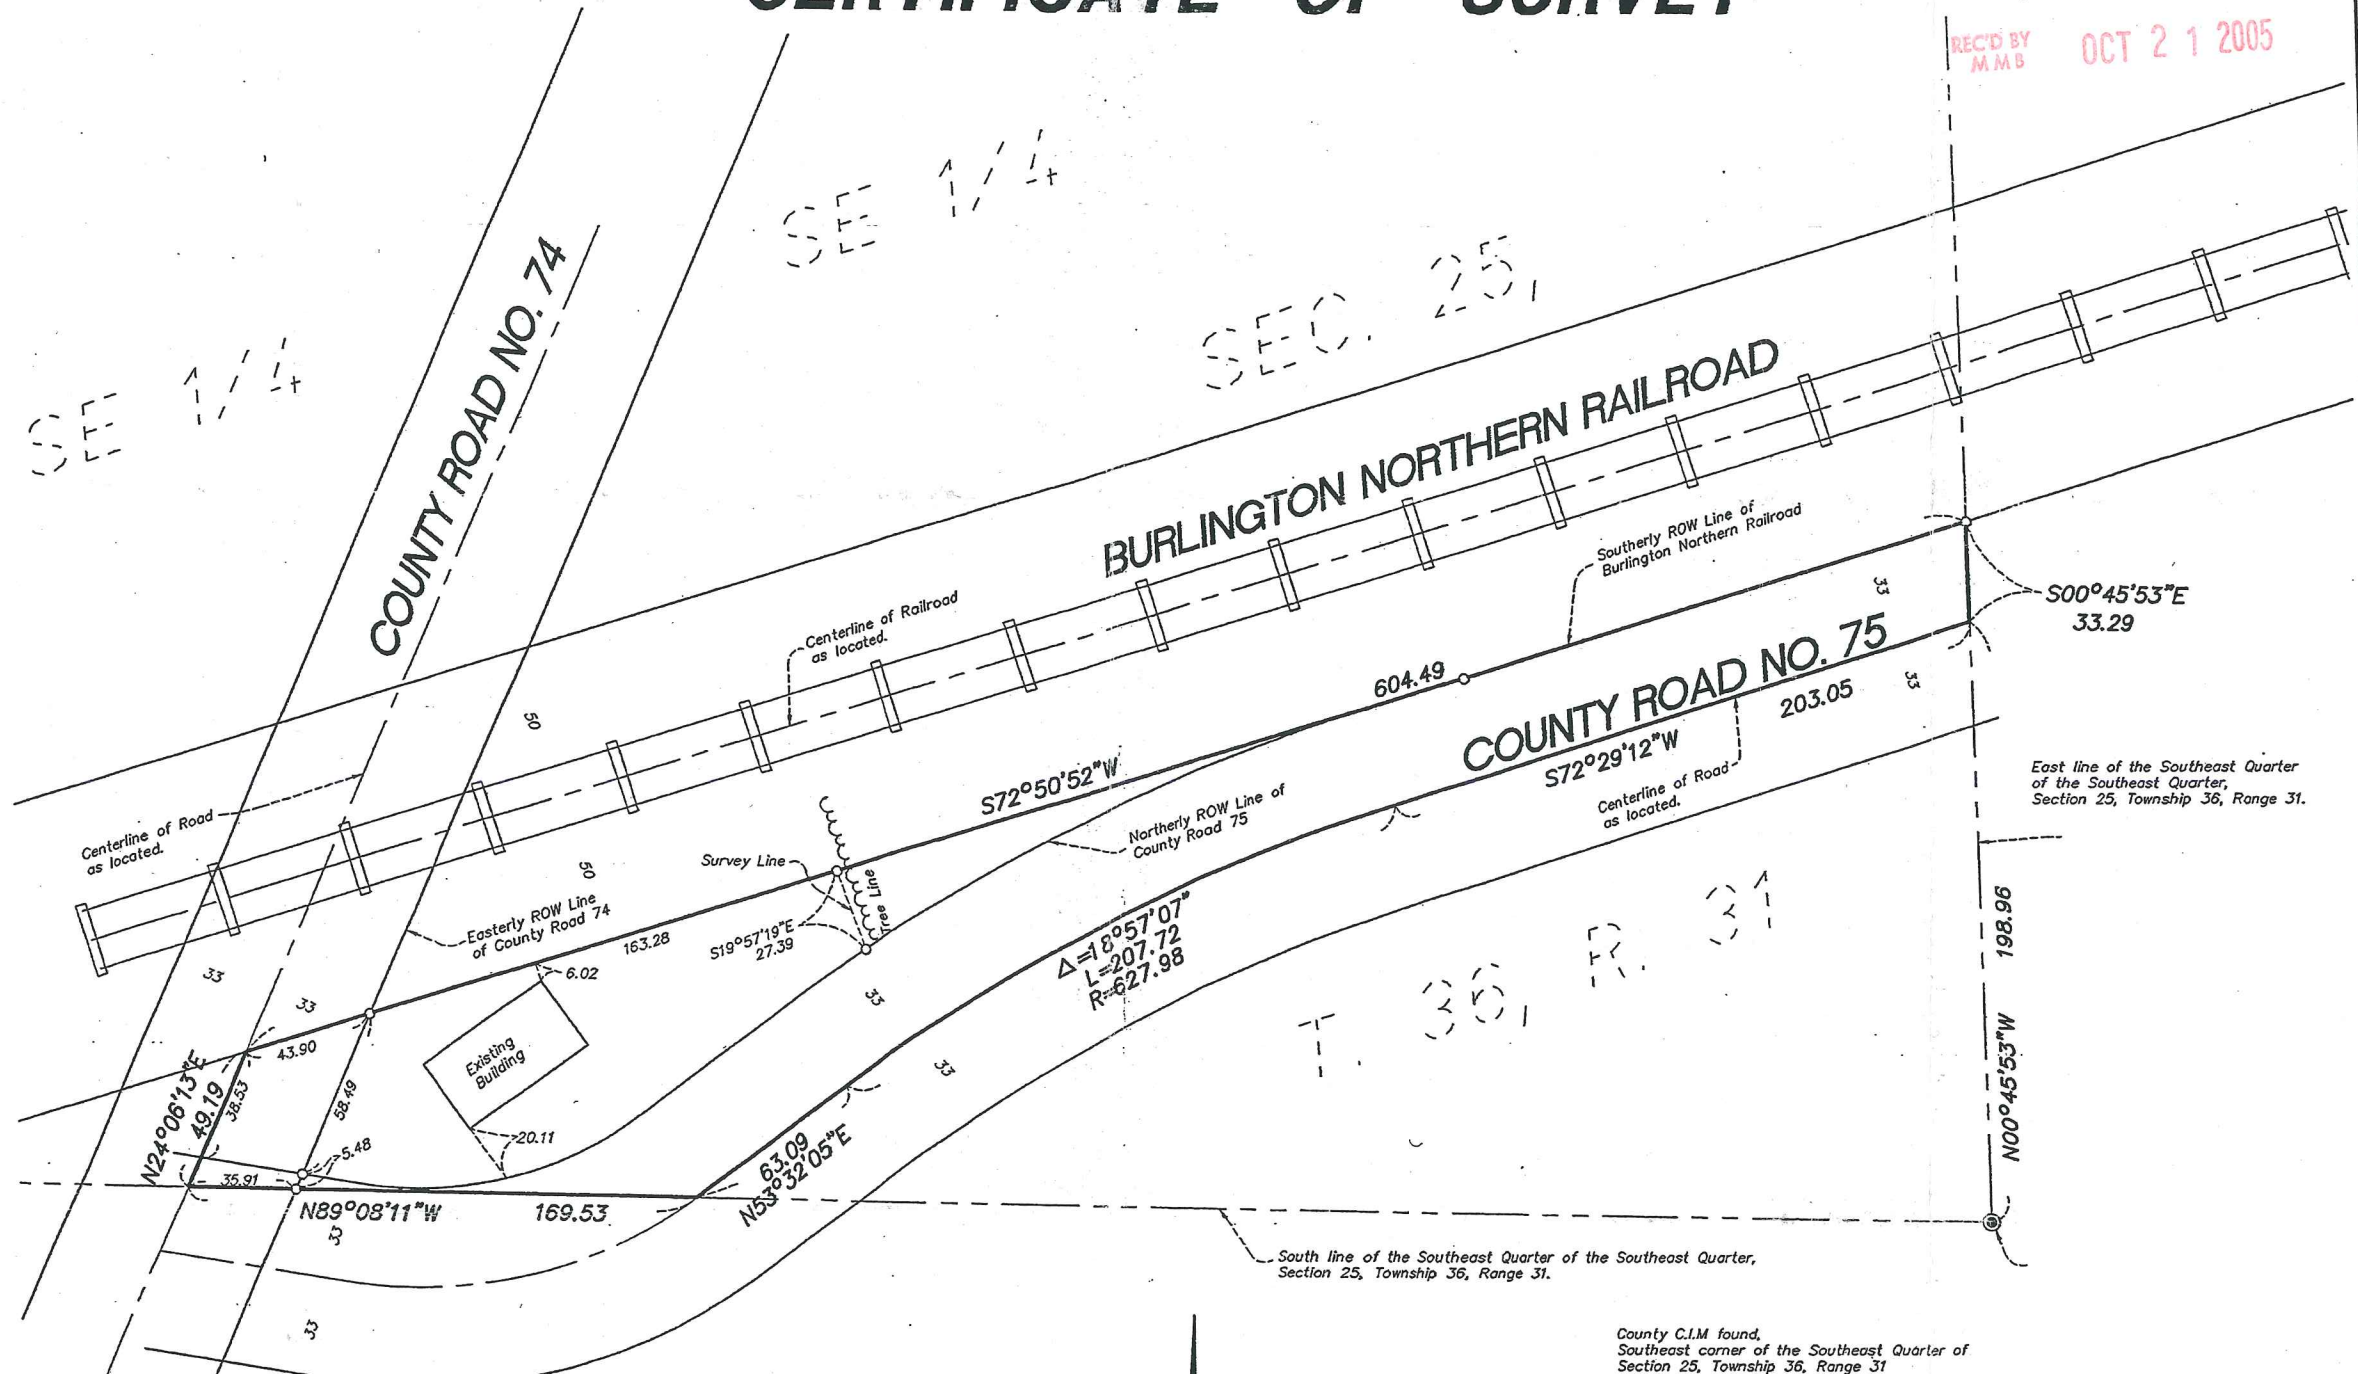 CERTIFICATE OF SURVEY
REC'D BY
MMB
OCT 2 1 2005
SE 1/4
SE 1/4
SEC. 25,
COUNTY ROAD NO. 74
BURLINGTON NORTHERN RAILROAD
Southerly ROW Line of
Burlington Northern Railroad
33
S00°45'53"E
33.29
Centerline of Railroad
as located.
50
604.49
COUNTY ROAD NO. 75
203.05
33
S72°29'12"W
Centerline of Road
as located.
S72°50'52"W
East line of the Southeast Quarter
of the Southeast Quarter,
Section 25, Township 36, Range 31.
Centerline of Road
as located.
Northerly ROW Line of
County Road 75
Survey Line
50
Tree Line
Easterly ROW Line
of County Road 74
163.28
S19°57'19"E
27.39
6.02
Δ=18°57'07"
L=207.72
R=627.98
T. 36, R. 31
198.96
N00°45'53"W
33
33
33
33
43.90
Existing
Building
N24°06'13"E
49.19
38.53
58.49
20.11
5.48
35.91
63.09
N53°32'05"E
N89°08'11"W
169.53
33
South line of the Southeast Quarter of the Southeast Quarter,
Section 25, Township 36, Range 31.
33
County C.I.M found,
Southeast corner of the Southeast Quarter of
Section 25, Township 36, Range 31